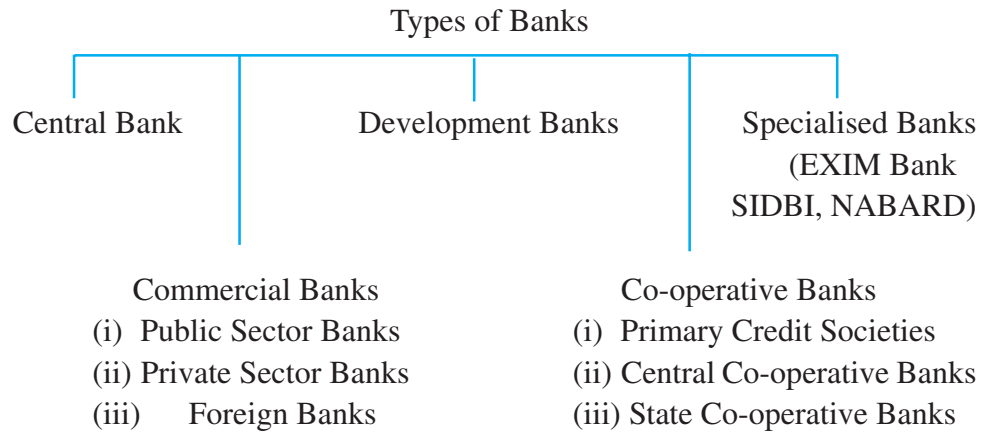 Types of Banks
Central Bank
Development Banks
Specialised Banks
(EXIM Bank
SIDBI, NABARD)
Commercial Banks
(i) Public Sector Banks
(ii) Private Sector Banks
(iii) Foreign Banks
Co-operative Banks
(i) Primary Credit Societies
(ii) Central Co-operative Banks
(iii) State Co-operative Banks